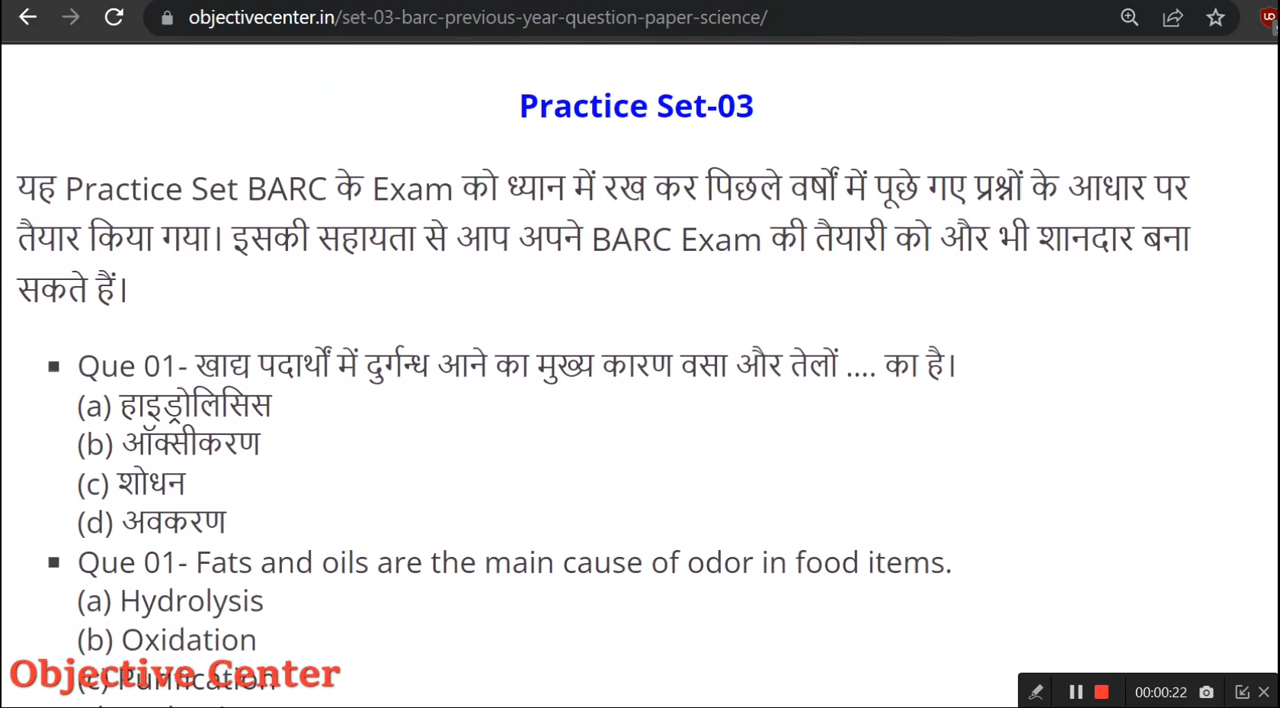 objectivecenter.in/set-03-barc-previous-year-question-paper-science/
Practice Set-03
यह Practice Set BARC के Exam को ध्यान में रख कर पिछले वर्षों में पूछे गए प्रश्नों के आधार पर
तैयार किया गया। इसकी सहायता से आप अपने BARC Exam की तैयारी को और भी शानदार बना
सकते हैं।
Que 01- खाद्य पदार्थों में दुर्गन्ध आने का मुख्य कारण वसा और तेलों .... का है।
(a) हाइड्रोलिसिस
(b) ऑक्सीकरण
(c) शोधन
(d) अवकरण
Que 01- Fats and oils are the main cause of odor in food items.
(a) Hydrolysis
(b) Oxidation
(c) Purification
Objective Center
00:00:22